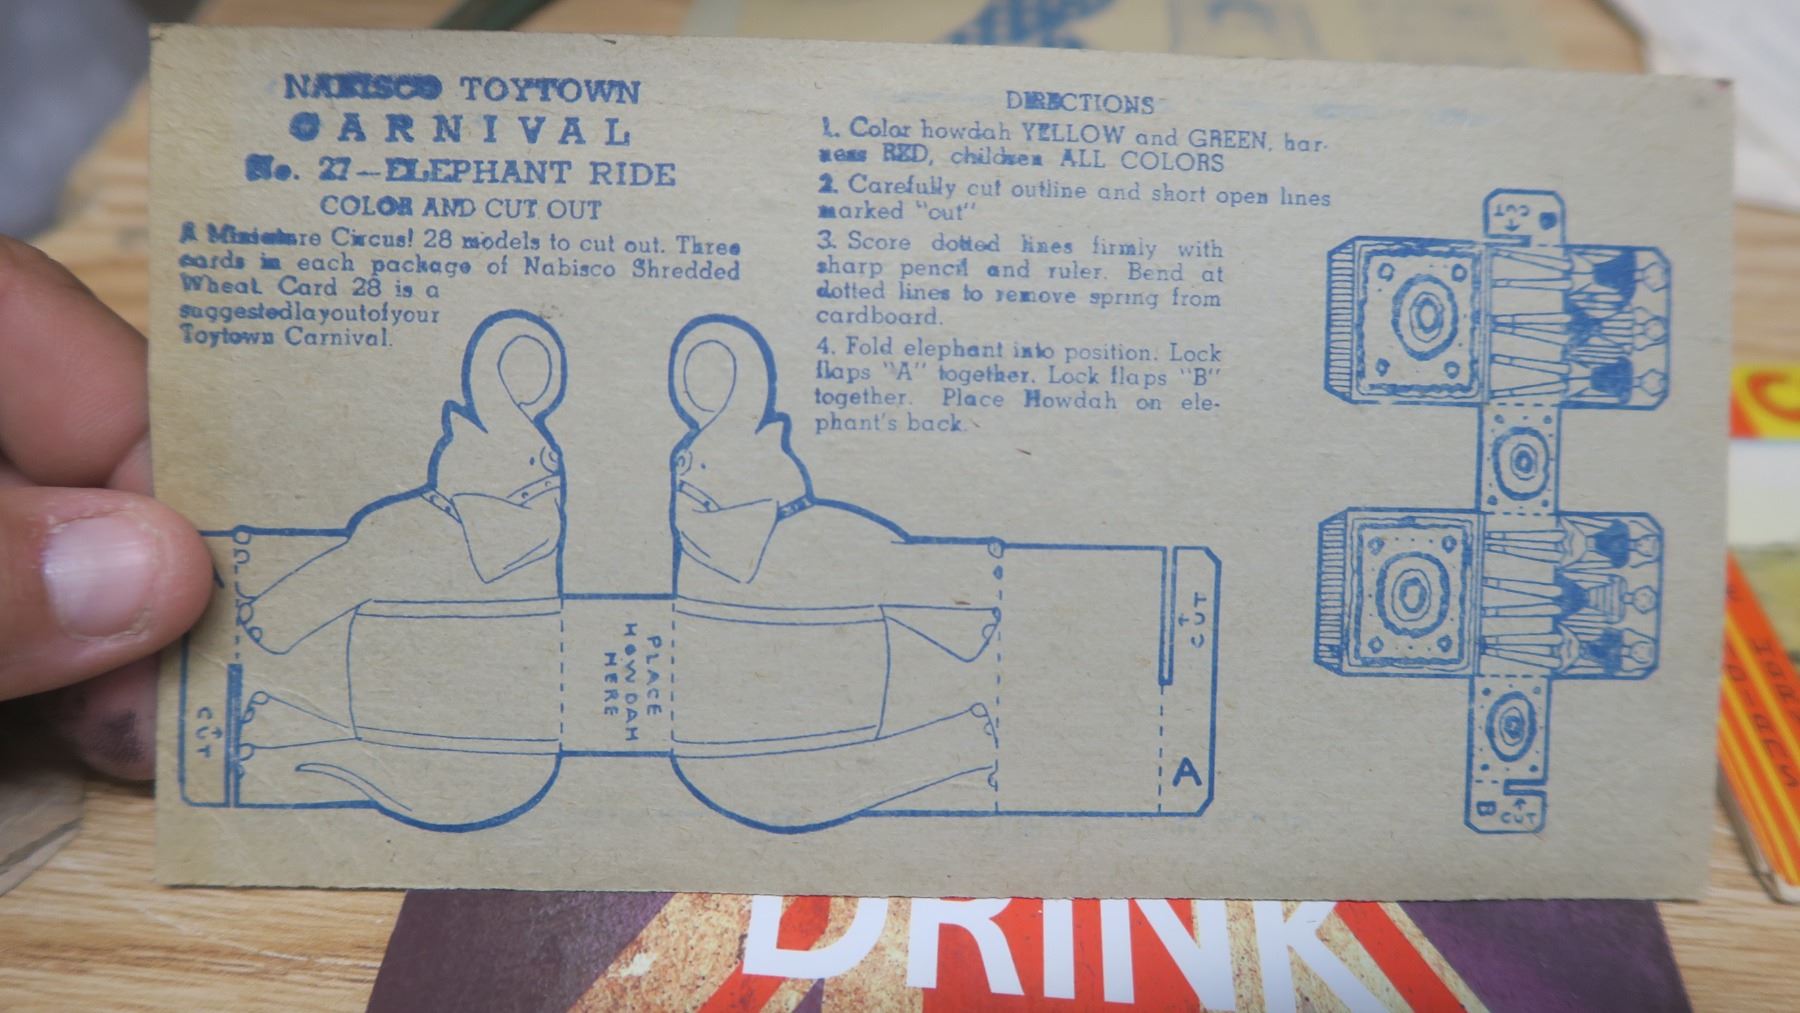 NABISCO TOYTOWN
CARNIVAL
No. 27—ELEPHANT RIDE
COLOR AND CUT OUT
A Miniature Circus! 28 models to cut out. Three
cards in each package of Nabisco Shredded
Wheat. Card 28 is a
suggestedlayoutofyour
Toytown Carnival.
DIRECTIONS
1. Color howdah YELLOW and GREEN, har-
ness RED, children ALL COLORS
2. Carefully cut outline and short open lines
marked "cut"
3. Score dotted lines firmly with
sharp pencil and ruler. Bend at
dotted lines to remove spring from
cardboard.
4. Fold elephant into position. Lock
flaps "A" together. Lock flaps "B"
together. Place Howdah on ele-
phant's back.
PLACE
HOWDAH
HERE
CUT
CUT
A
CUT
B
B
CUT
DRINK